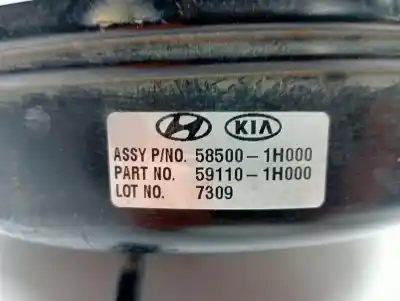 KIA
ASSY P/NO. 58500-1H000
PART NO. 59110-1H000
LOT NO. 7309